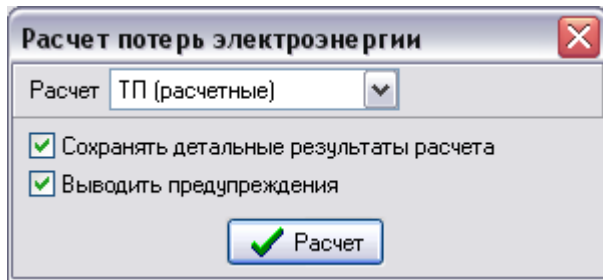 Расчет потерь электроэнергии
Расчет ТП (расчетные)
Сохранять детальные результаты расчета
Выводить предупреждения
Расчет